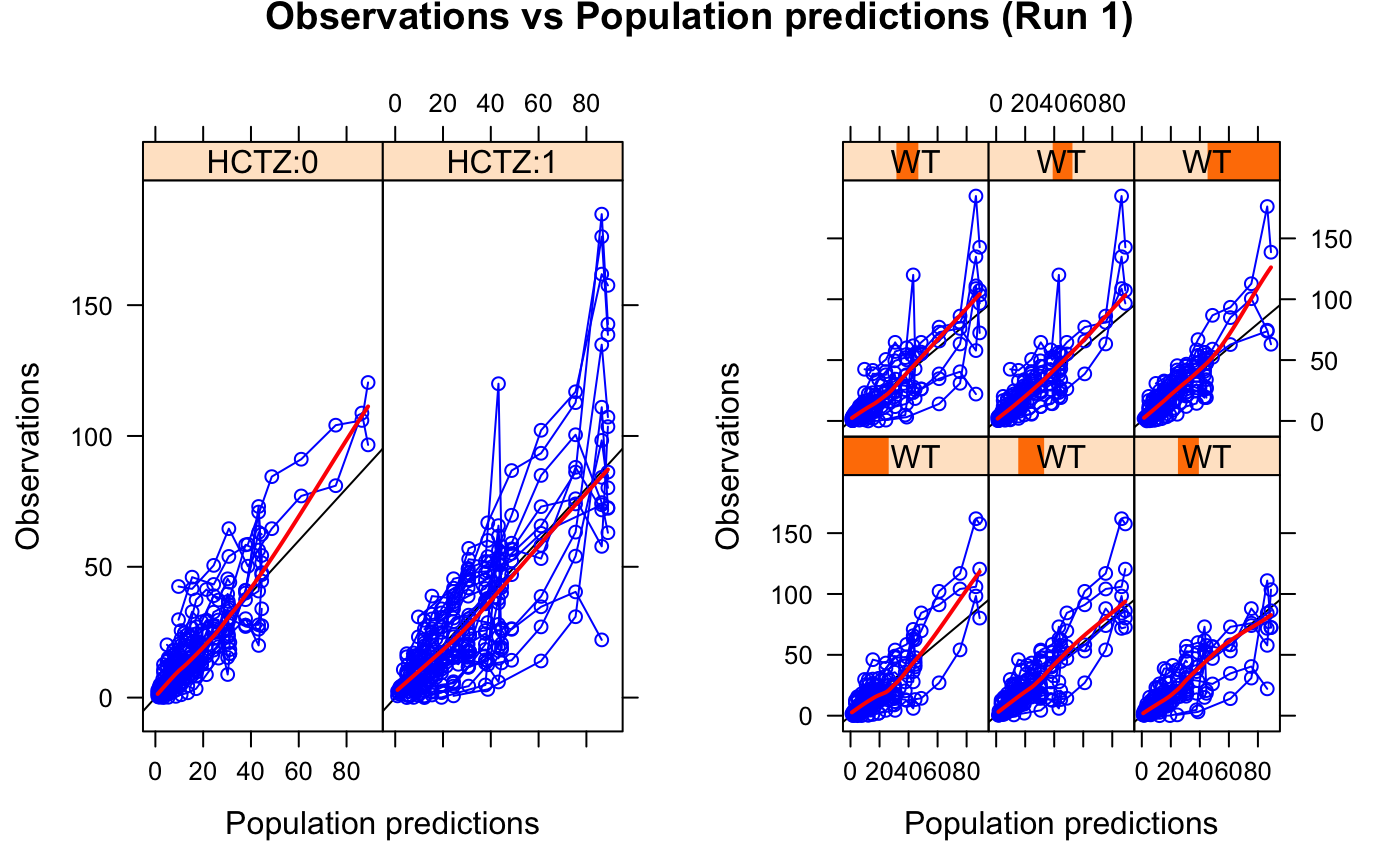 Observations vs Population predictions (Run 1)
0 20 40 60 80
HCTZ:0 HCTZ:1
150
100
50
0
Observations
0 20 40 60 80
Population predictions
0 20406080
WT WT WT
150
100
50
0
WT WT WT
150
100
50
0
Observations
0 20406080 0 20406080
Population predictions